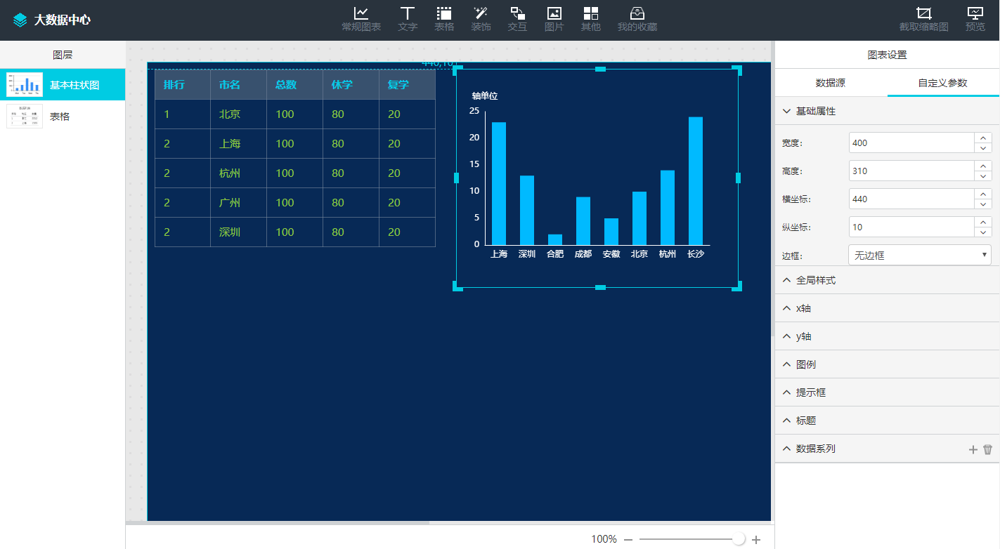 大数据中心
常规图表 文字 表格 装饰 交互 图片 其他 我的收藏 截取缩略图 预览
图层
基本柱状图
表格
排行 市名 总数 休学 复学
1 北京 100 80 20
2 上海 100 80 20
2 杭州 100 80 20
2 广州 100 80 20
2 深圳 100 80 20
轴单位
25
20
15
10
5
0
上海 深圳 合肥 成都 安徽 北京 杭州 长沙
100%
图表设置
数据源 自定义参数
基础属性
宽度: 400
高度: 310
横坐标: 440
纵坐标: 10
边框: 无边框
全局样式
x轴
y轴
图例
提示框
标题
数据系列